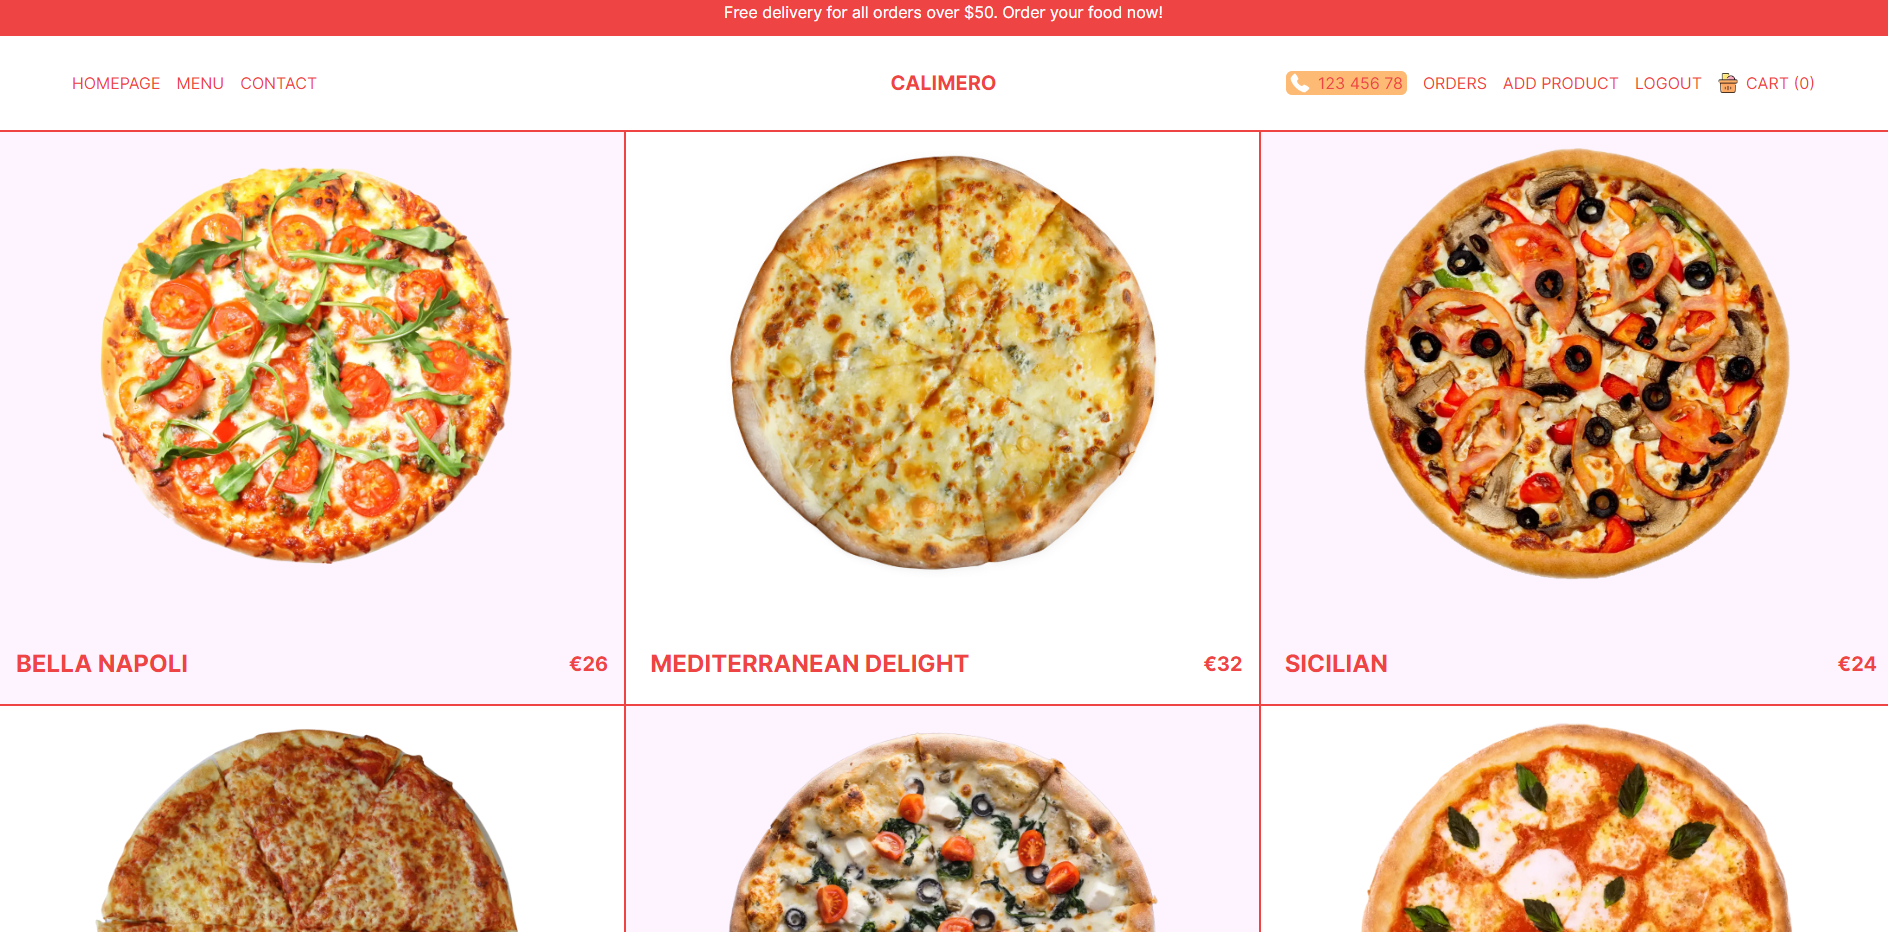 Free delivery for all orders over $50. Order your food now!
HOMEPAGE MENU CONTACT CALIMERO 123 456 78 ORDERS ADD PRODUCT LOGOUT CART (0)
BELLA NAPOLI €26 MEDITERRANEAN DELIGHT €32 SICILIAN €24